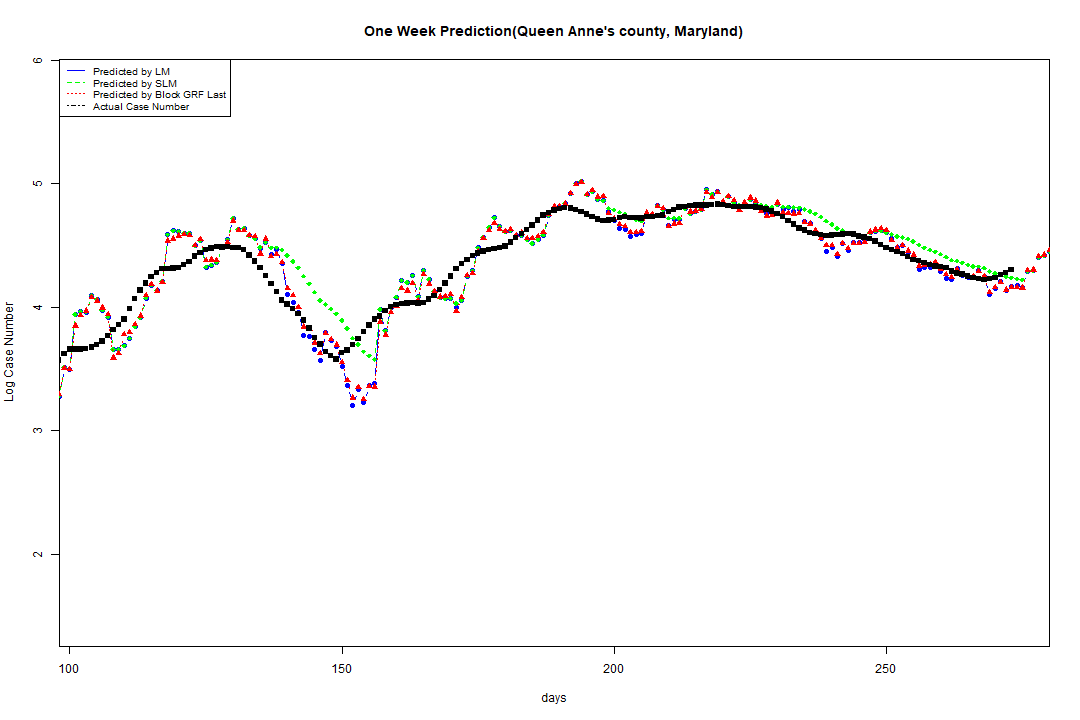 One Week Prediction(Queen Anne's county, Maryland)
Predicted by LM
Predicted by SLM
Predicted by Block GRF Last
Actual Case Number
6
5
4
3
2
Log Case Number
100 150 200 250
days